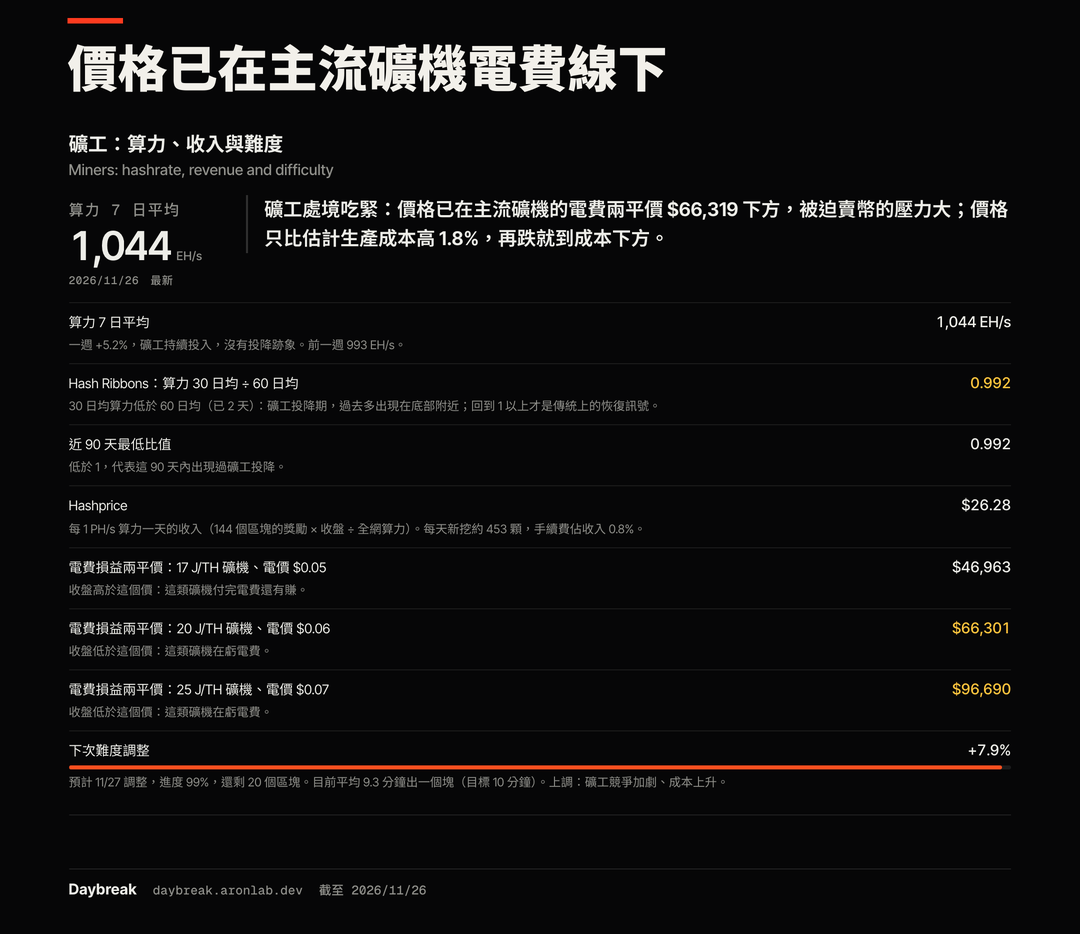 價格已在主流礦機電費線下
礦工：算力、收入與難度
Miners: hashrate, revenue and difficulty
算力 7 日平均
1,044 EH/s
2026/11/26 最新
礦工處境吃緊：價格已在主流礦機的電費兩平價 $66,319 下方，被迫賣幣的壓力大；價格
只比估計生產成本高 1.8%，再跌就到成本下方。
算力 7 日平均
1,044 EH/s
一週 +5.2%，礦工持續投入，沒有投降跡象。前一週 993 EH/s。
Hash Ribbons：算力 30 日均 ÷ 60 日均
0.992
30 日均算力低於 60 日均（已 2 天）：礦工投降期，過去多出現在底部附近；回到 1 以上才是傳統上的恢復訊號。
近 90 天最低比值
0.992
低於 1，代表這 90 天內出現過礦工投降。
Hashprice
$26.28
每 1 PH/s 算力一天的收入（144 個區塊的獎勵 × 收盤 ÷ 全網算力）。每天新挖約 453 顆，手續費佔收入 0.8%。
電費損益兩平價：17 J/TH 礦機、電價 $0.05
$46,963
收盤高於這個價：這類礦機付完電費還有賺。
電費損益兩平價：20 J/TH 礦機、電價 $0.06
$66,301
收盤低於這個價：這類礦機在虧電費。
電費損益兩平價：25 J/TH 礦機、電價 $0.07
$96,690
收盤低於這個價：這類礦機在虧電費。
下次難度調整
+7.9%
預計 11/27 調整，進度 99%，還剩 20 個區塊。目前平均 9.3 分鐘出一個塊（目標 10 分鐘）。上調：礦工競爭加劇、成本上升。
Daybreak daybreak.aronlab.dev 截至 2026/11/26